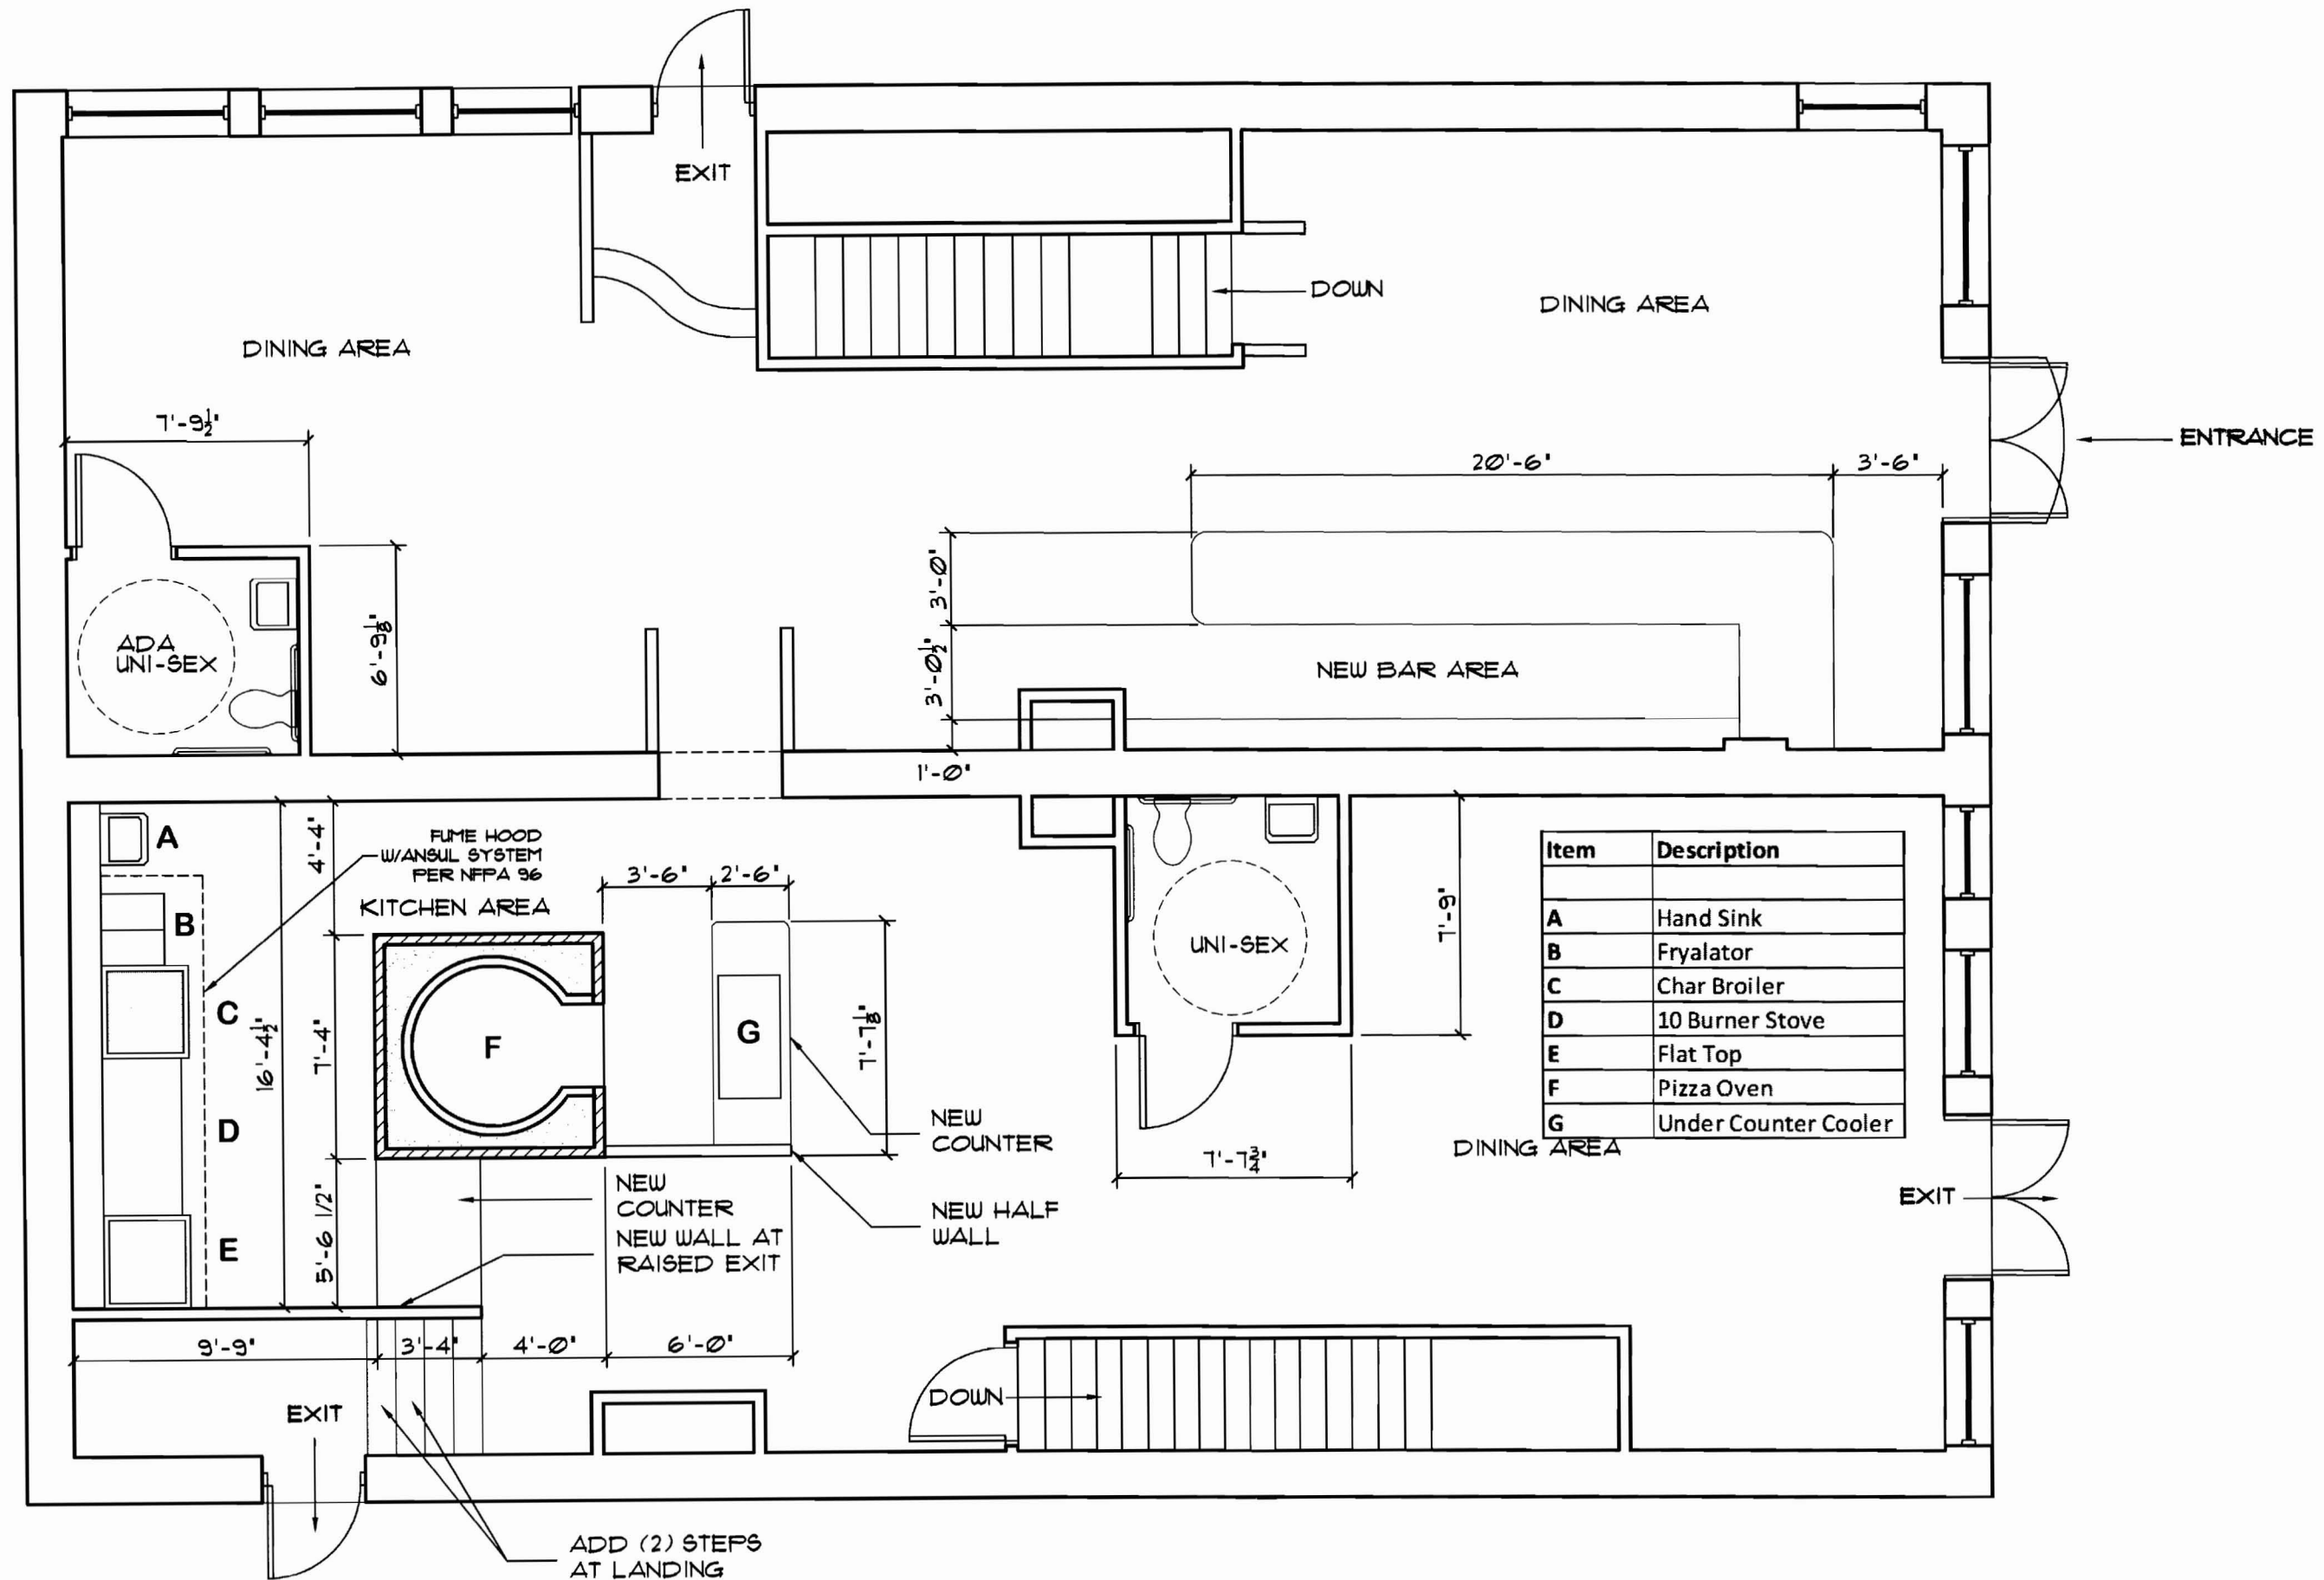 EXIT
DOWN
DINING AREA
DINING AREA
7'-9½"
ENTRANCE
20'-6"
3'-6"
3'-0"
6'-9⅛"
ADA
UNI-SEX
3'-0½"
NEW BAR AREA
1'-0"
A
FUME HOOD
W/ANSUL SYSTEM
PER NFPA 96
4'-4"
KITCHEN AREA
3'-6"
2'-6"
B
C
16'-4½"
7'-4"
F
G
7'-7⅛"
UNI-SEX
7'-9"
Item Description
A Hand Sink
B Fryalator
C Char Broiler
D 10 Burner Stove
E Flat Top
F Pizza Oven
G Under Counter Cooler
DINING AREA
D
NEW
COUNTER
7'-7¾"
NEW
COUNTER
NEW HALF
WALL
EXIT
5'-6 1/2"
NEW WALL AT
RAISED EXIT
E
9'-9"
3'-4"
4'-0"
6'-0"
DOWN
EXIT
ADD (2) STEPS
AT LANDING